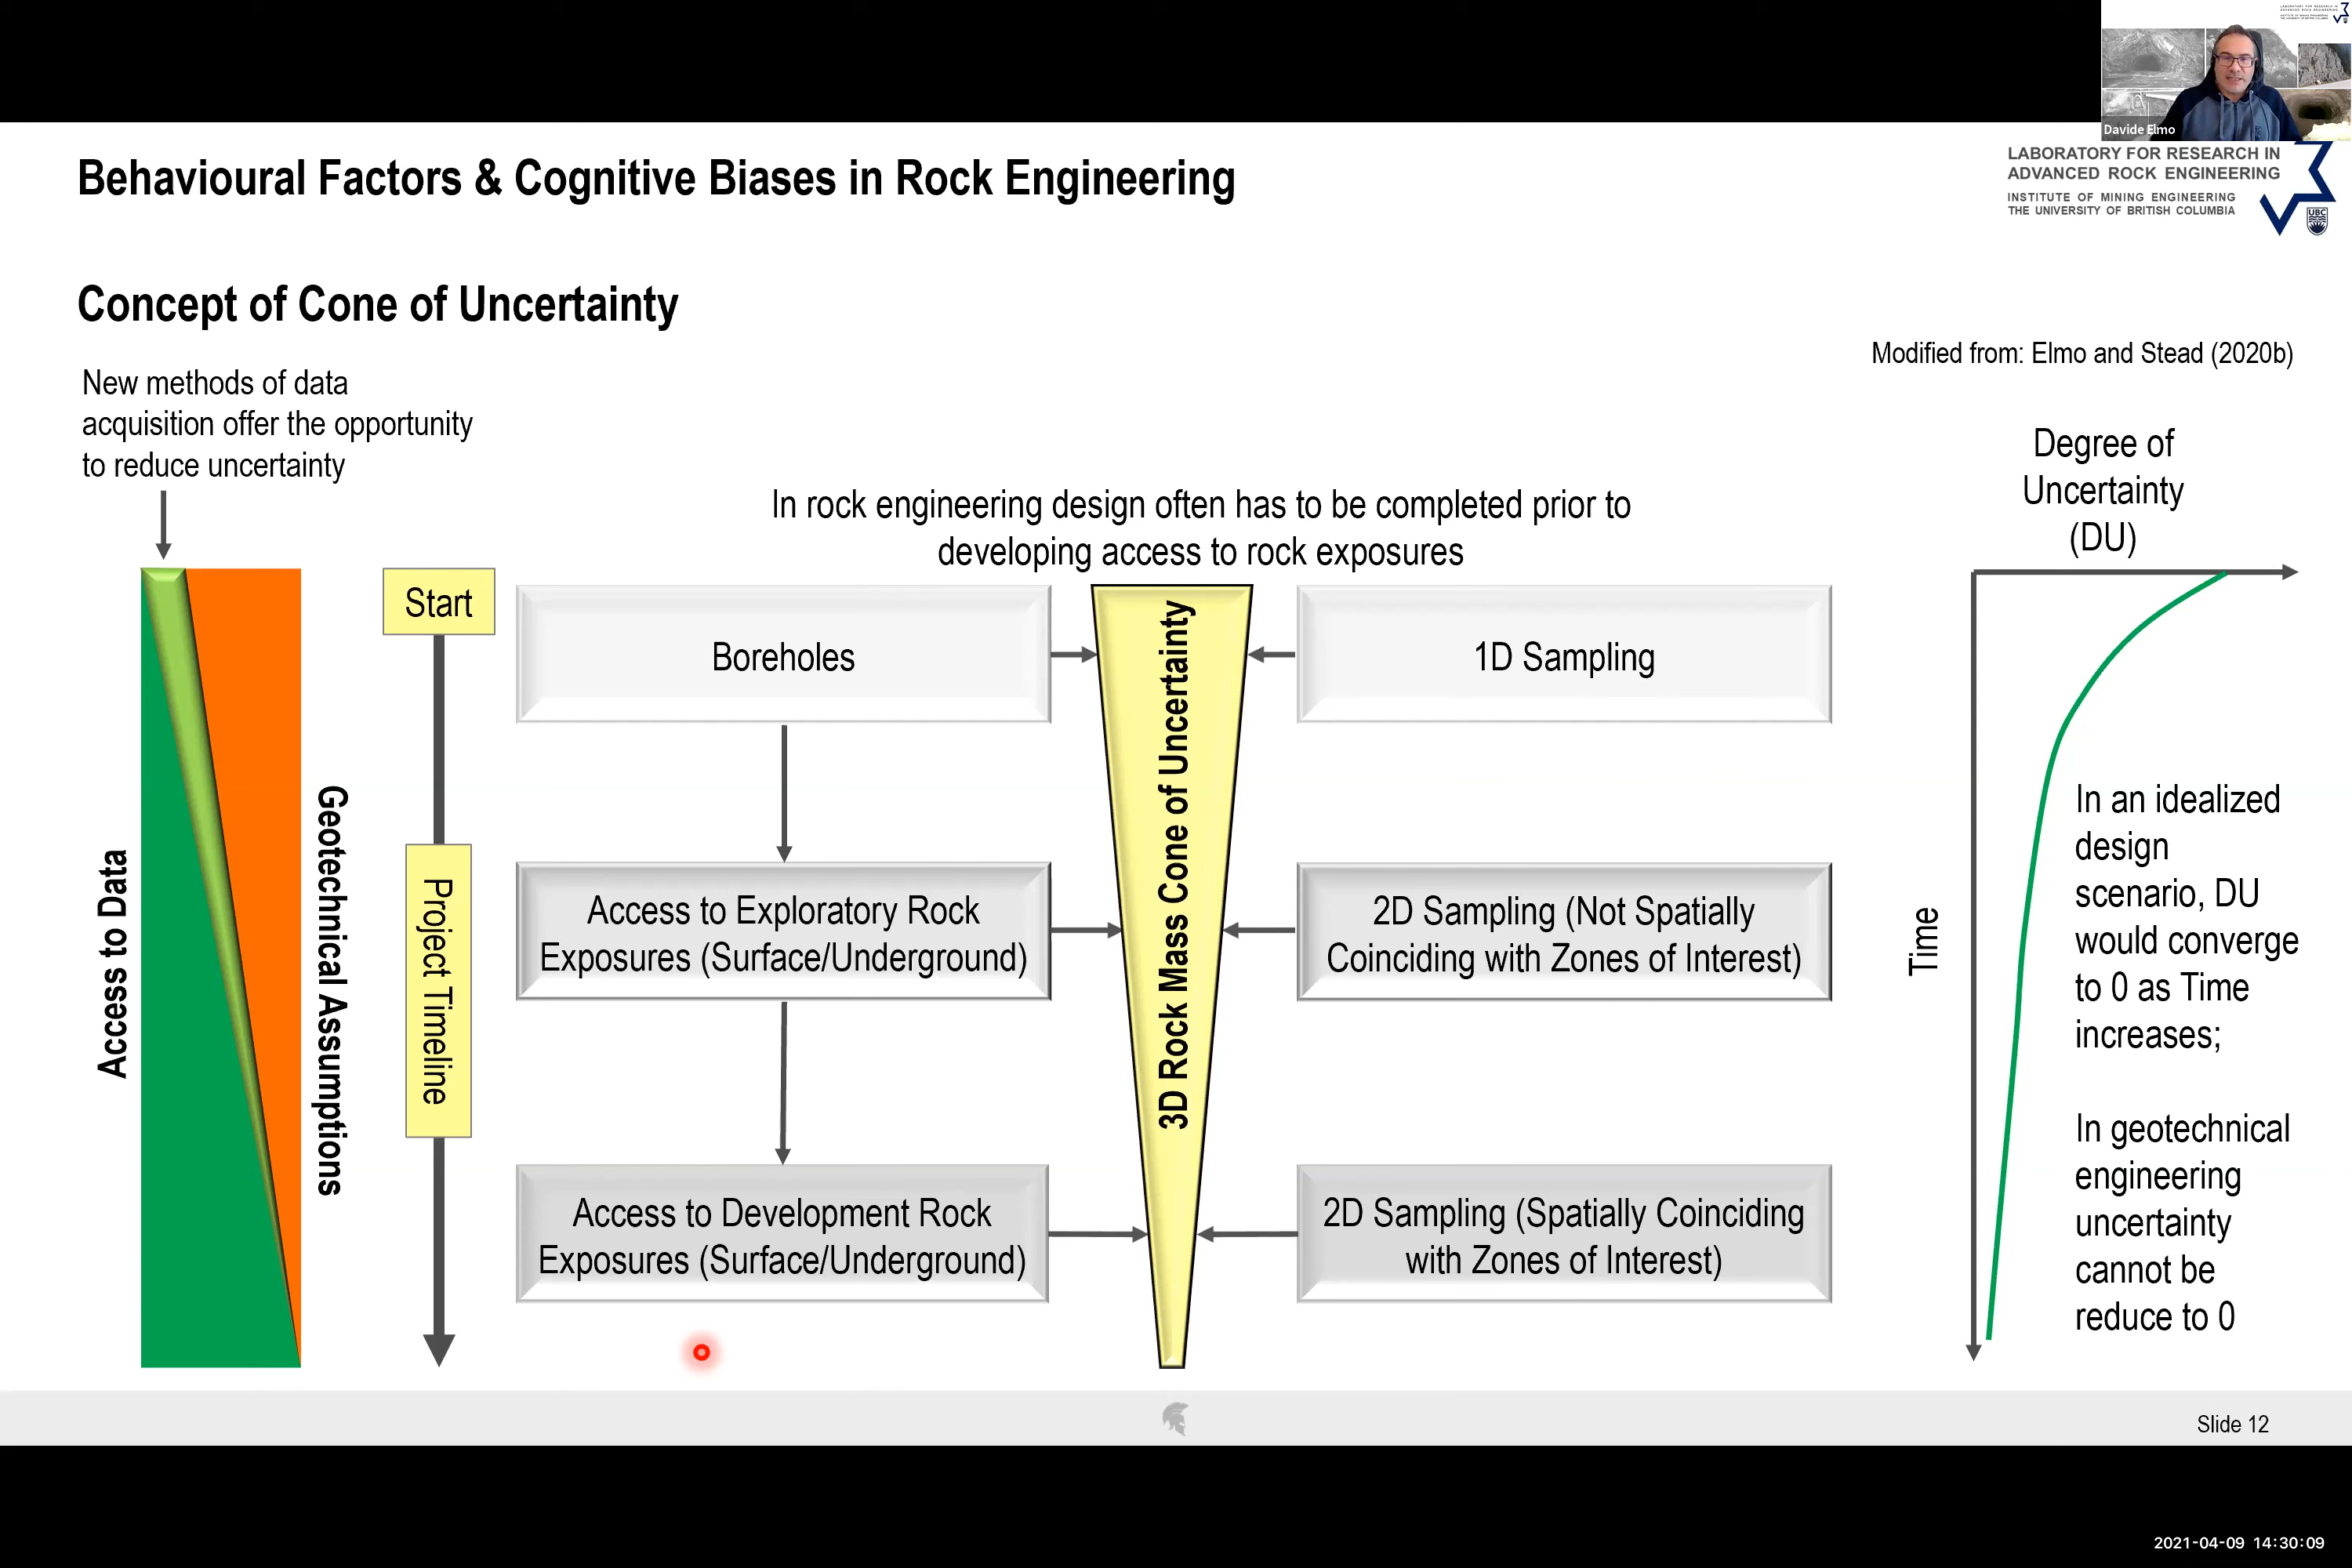 Davide Elmo
Behavioural Factors & Cognitive Biases in Rock Engineering
LABORATORY FOR RESEARCH IN
ADVANCED ROCK ENGINEERING
INSTITUTE OF MINING ENGINEERING
THE UNIVERSITY OF BRITISH COLUMBIA
UBC
Concept of Cone of Uncertainty
Modified from: Elmo and Stead (2020b)
New methods of data
acquisition offer the opportunity
to reduce uncertainty
In rock engineering design often has to be completed prior to
developing access to rock exposures
Degree of
Uncertainty
(DU)
Access to Data
Geotechnical Assumptions
Start
Project Timeline
Boreholes
1D Sampling
3D Rock Mass Cone of Uncertainty
Access to Exploratory Rock
Exposures (Surface/Underground)
2D Sampling (Not Spatially
Coinciding with Zones of Interest)
Access to Development Rock
Exposures (Surface/Underground)
2D Sampling (Spatially Coinciding
with Zones of Interest)
Time
In an idealized
design
scenario, DU
would converge
to 0 as Time
increases;
In geotechnical
engineering
uncertainty
cannot be
reduce to 0
Slide 12
2021-04-09 14:30:09